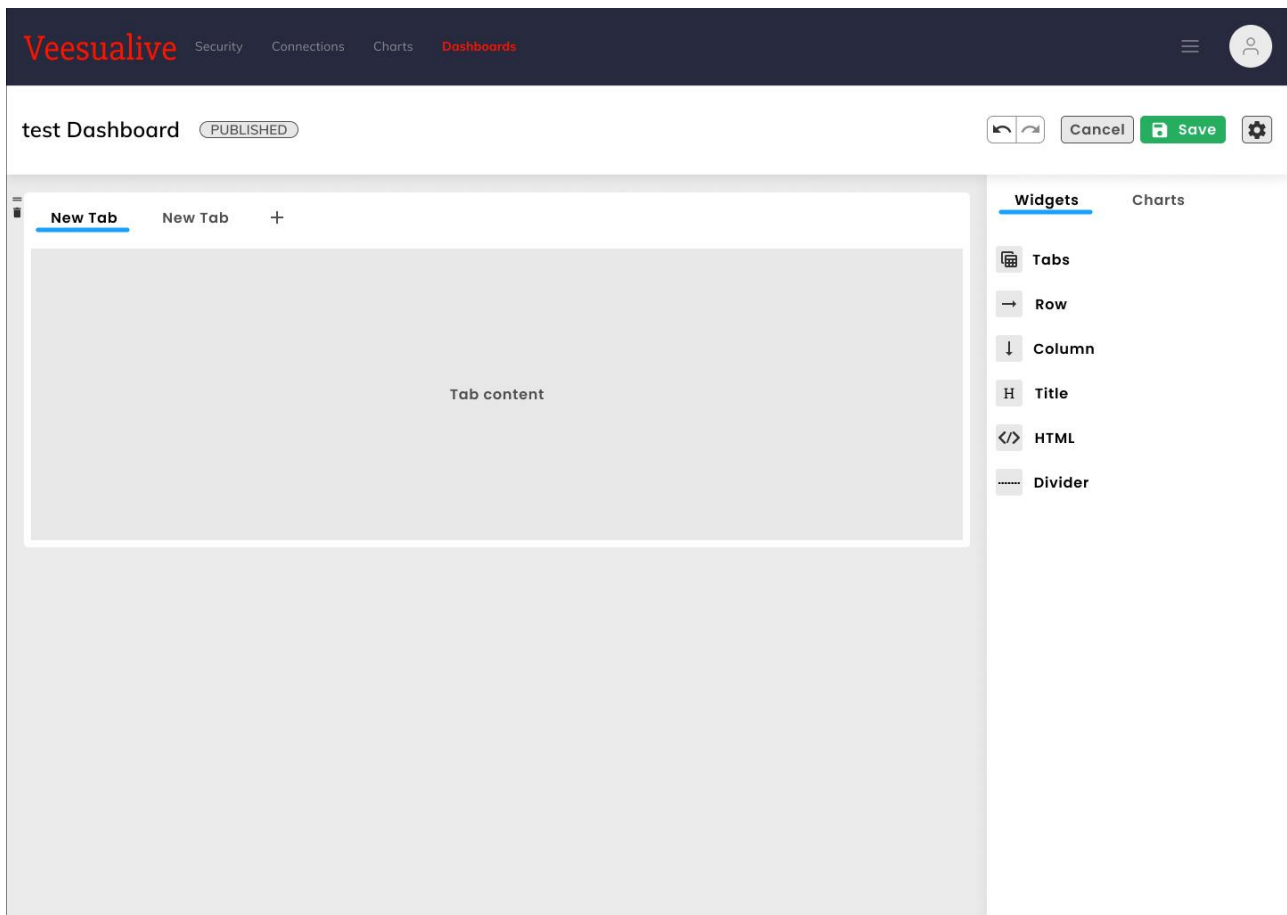 Veesualive Security Connections Charts Dashboards
test Dashboard PUBLISHED Cancel Save
New Tab New Tab +
Tab content
Widgets Charts
Tabs
Row
Column
H Title
</> HTML
Divider